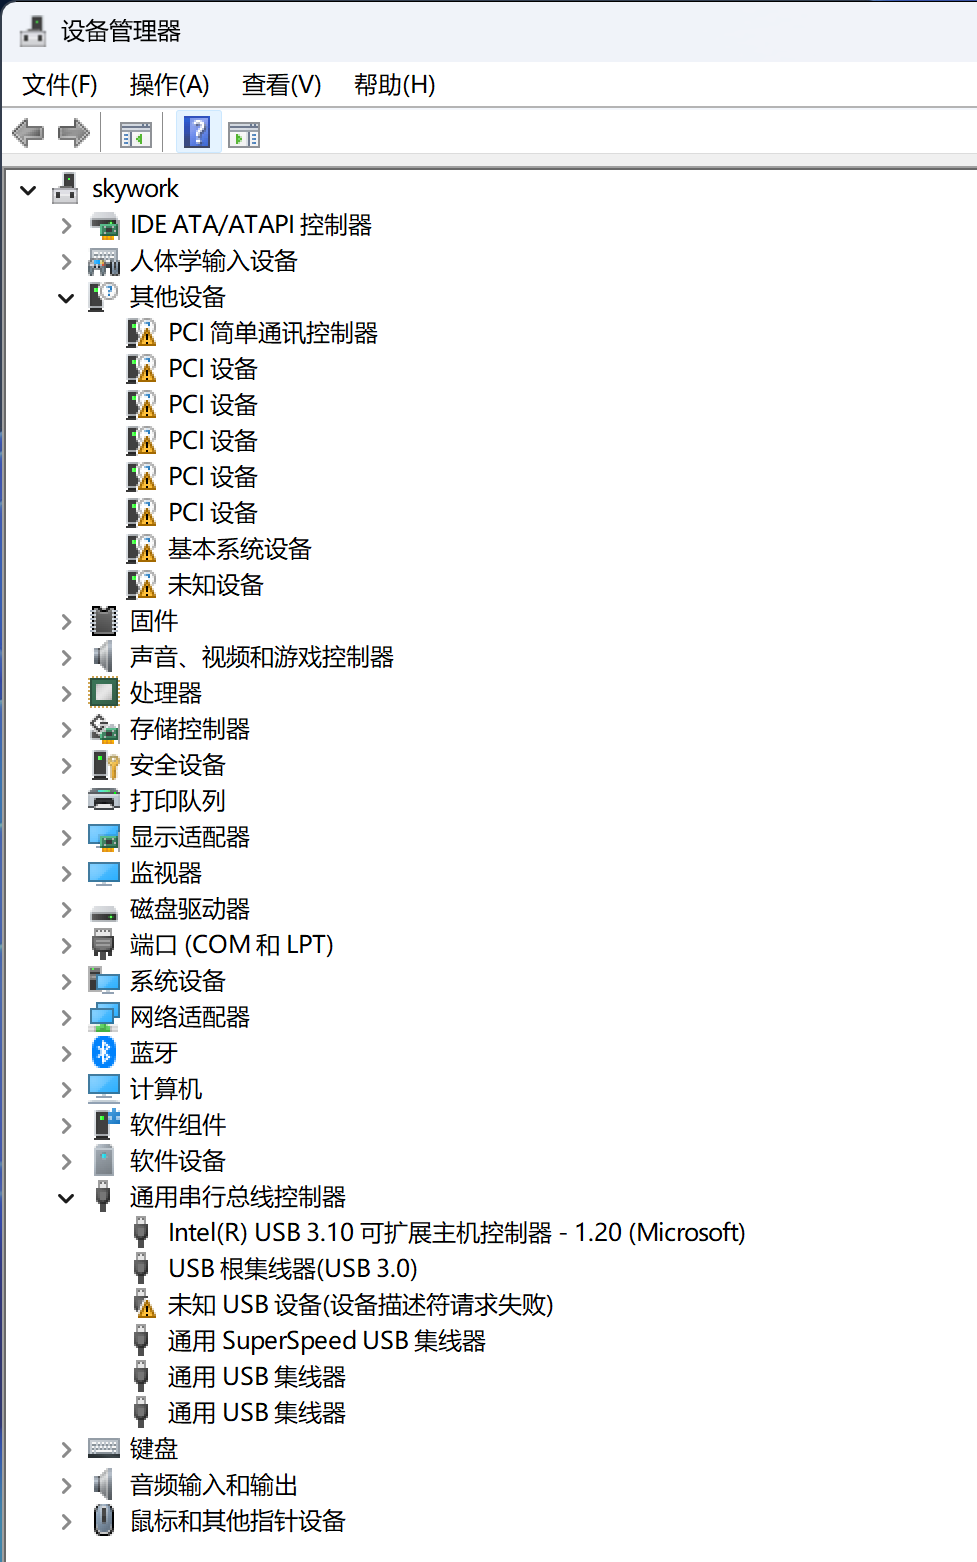 设备管理器
文件(F) 操作(A) 查看(V) 帮助(H)
skywork
IDE ATA/ATAPI 控制器
人体学输入设备
其他设备
PCI 简单通讯控制器
PCI 设备
PCI 设备
PCI 设备
PCI 设备
PCI 设备
基本系统设备
未知设备
固件
声音、视频和游戏控制器
处理器
存储控制器
安全设备
打印队列
显示适配器
监视器
磁盘驱动器
端口 (COM 和 LPT)
系统设备
网络适配器
蓝牙
计算机
软件组件
软件设备
通用串行总线控制器
Intel(R) USB 3.10 可扩展主机控制器 - 1.20 (Microsoft)
USB 根集线器(USB 3.0)
未知 USB 设备(设备描述符请求失败)
通用 SuperSpeed USB 集线器
通用 USB 集线器
通用 USB 集线器
键盘
音频输入和输出
鼠标和其他指针设备